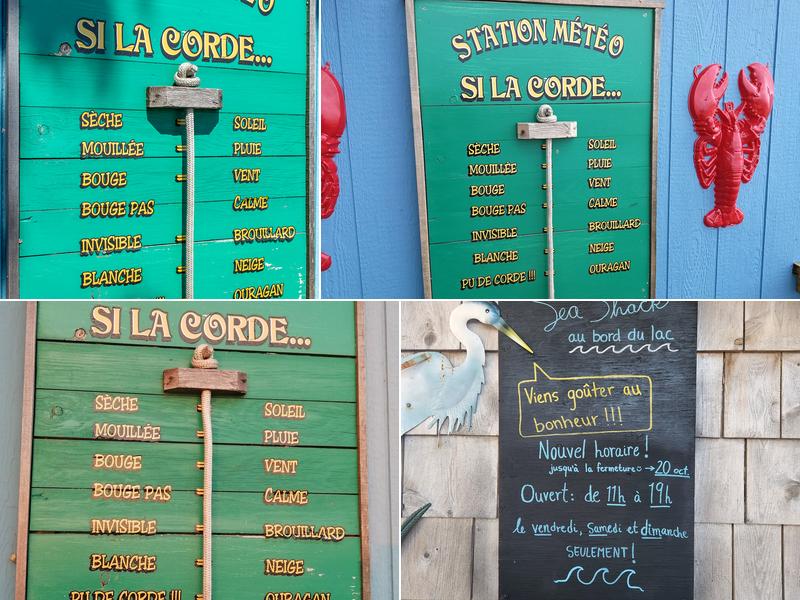 SI LA CORDE...
SÈCHE SOLEIL
MOUILLÉE PLUIE
BOUGE VENT
BOUGE PAS CALME
INVISIBLE BROUILLARD
BLANCHE NEIGE
OURAGAN
STATION MÉTÉO
SI LA CORDE...
SÈCHE SOLEIL
MOUILLÉE PLUIE
BOUGE VENT
BOUGE PAS CALME
INVISIBLE BROUILLARD
BLANCHE NEIGE
PU DE CORDE !!! OURAGAN
SI LA CORDE...
SÈCHE SOLEIL
MOUILLÉE PLUIE
BOUGE VENT
BOUGE PAS CALME
INVISIBLE BROUILLARD
BLANCHE NEIGE
PU DE CORDE !!! OURAGAN
Sea Shack
au bord du lac
Viens goûter au
bonheur !!!
Nouvel horaire !
jusqu'à la fermeture → 20 oct.
Ouvert : de 11h à 19h
le vendredi, Samedi et dimanche
SEULEMENT !